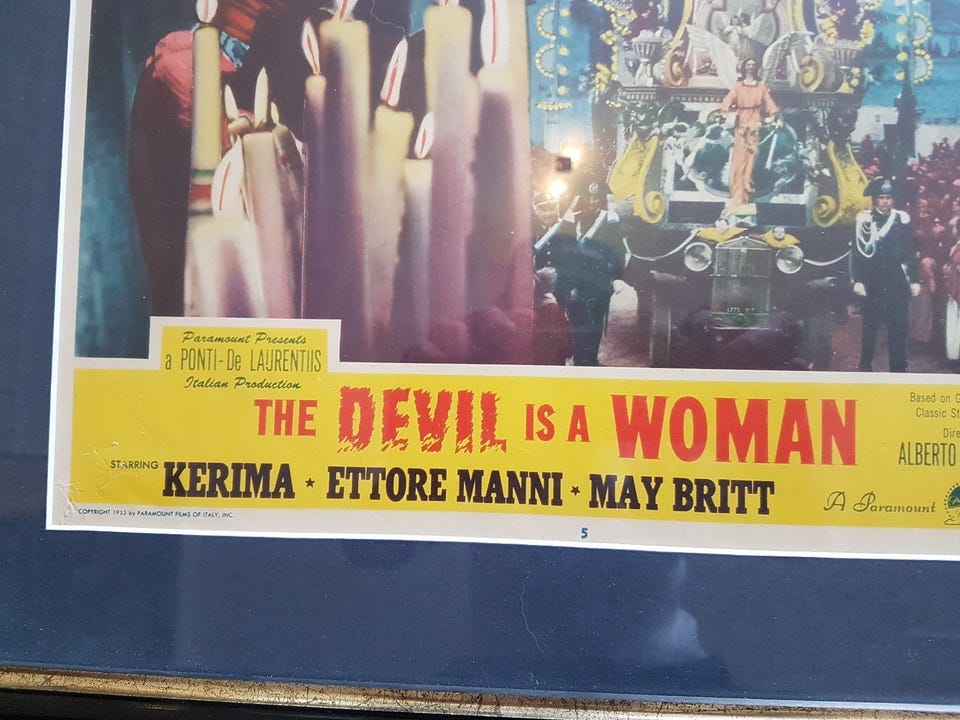 Paramount Presents
a PONTI-De LAURENTIIS
Italian Production
THE DEVIL IS A WOMAN
Based on G
Classic St
Dire
ALBERTO
STARRING KERIMA ★ ETTORE MANNI ★ MAY BRITT
A Paramount
COPYRIGHT 1953 by PARAMOUNT FILMS OF ITALY, INC.
5